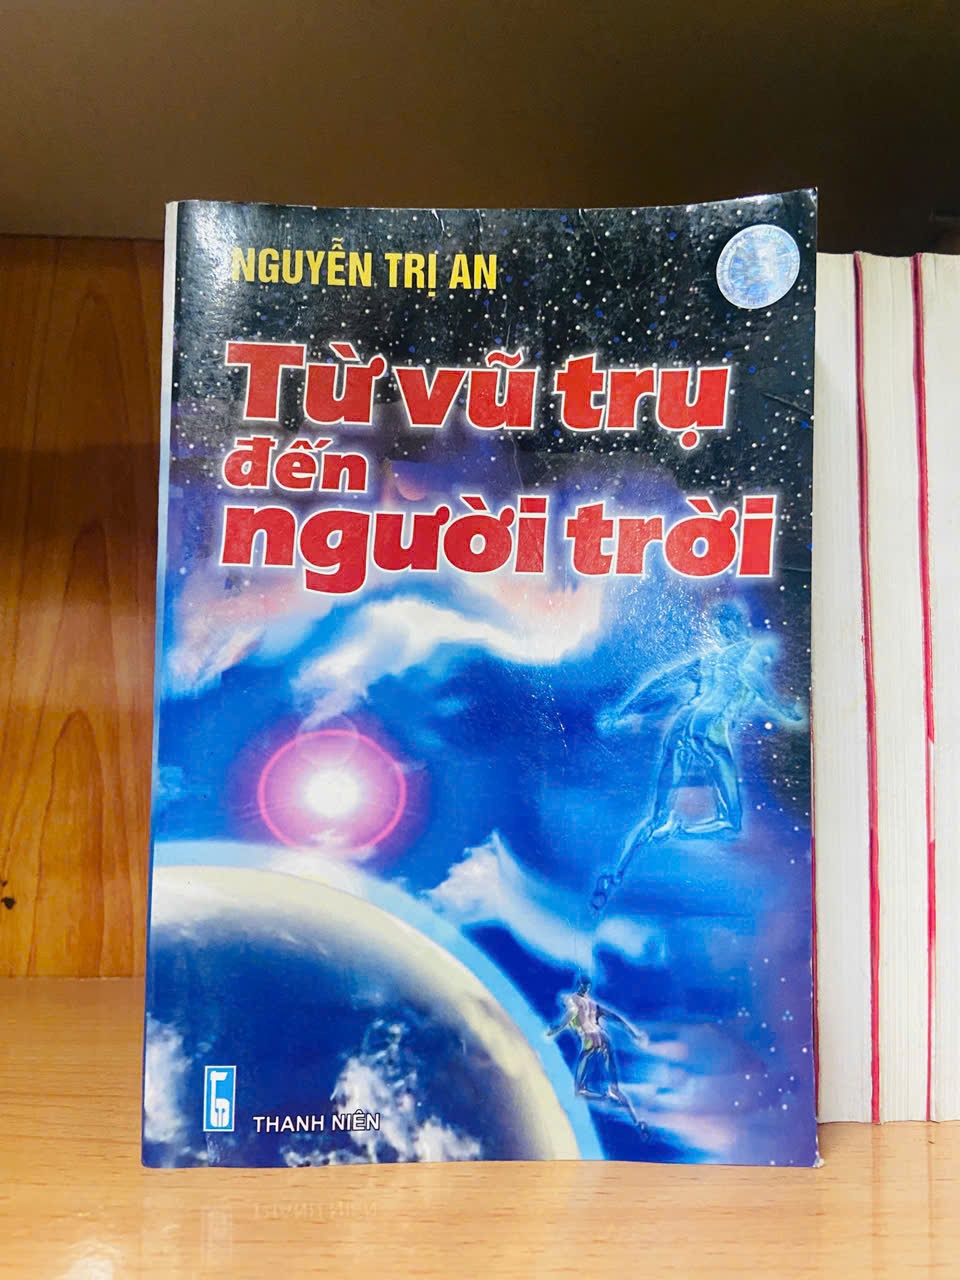 NGUYỄN TRỊ AN
Từ vũ trụ
đến
người trời
THANH NIÊN